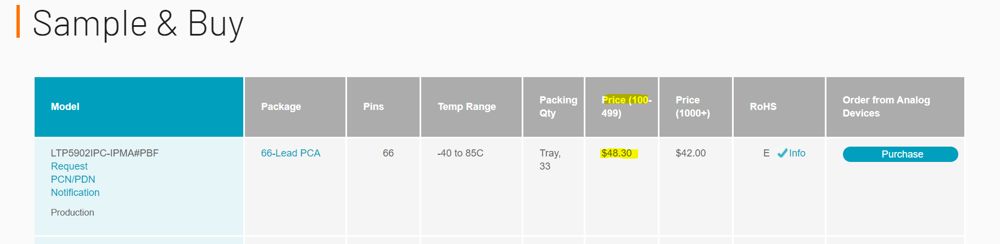 Sample & Buy
Model
Package
Pins
Temp Range
Packing
Qty
Price (100-
499)
Price
(1000+)
RoHS
Order from Analog
Devices
LTP5902IPC-IPMA#PBF
Request
PCN/PDN
Notification
Production
66-Lead PCA
66
-40 to 85C
Tray,
33
$48.30
$42.00
E Info
Purchase